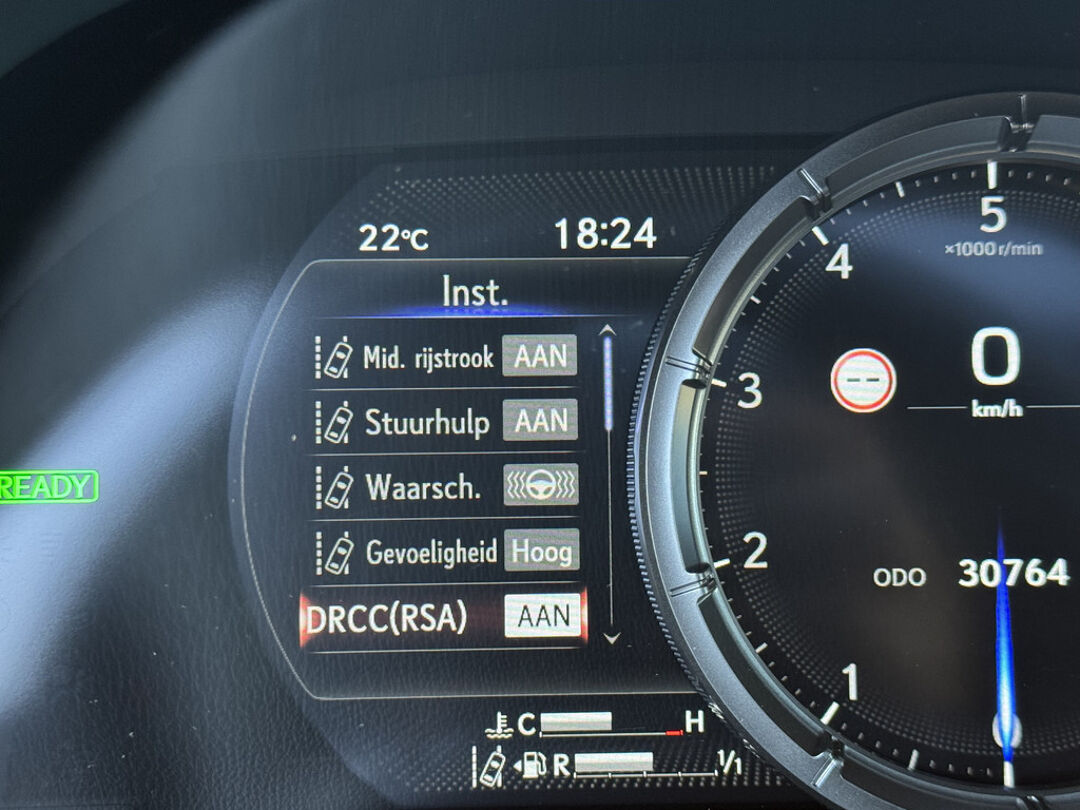 22°C 18:24
Inst.
Mid. rijstrook AAN
Stuurhulp AAN
Waarsch.
Gevoeligheid Hoog
DRCC(RSA) AAN
READY
C H
R 1/1
5
×1000 r/min
4
0
km/h
--
3
2
ODO 30764
1